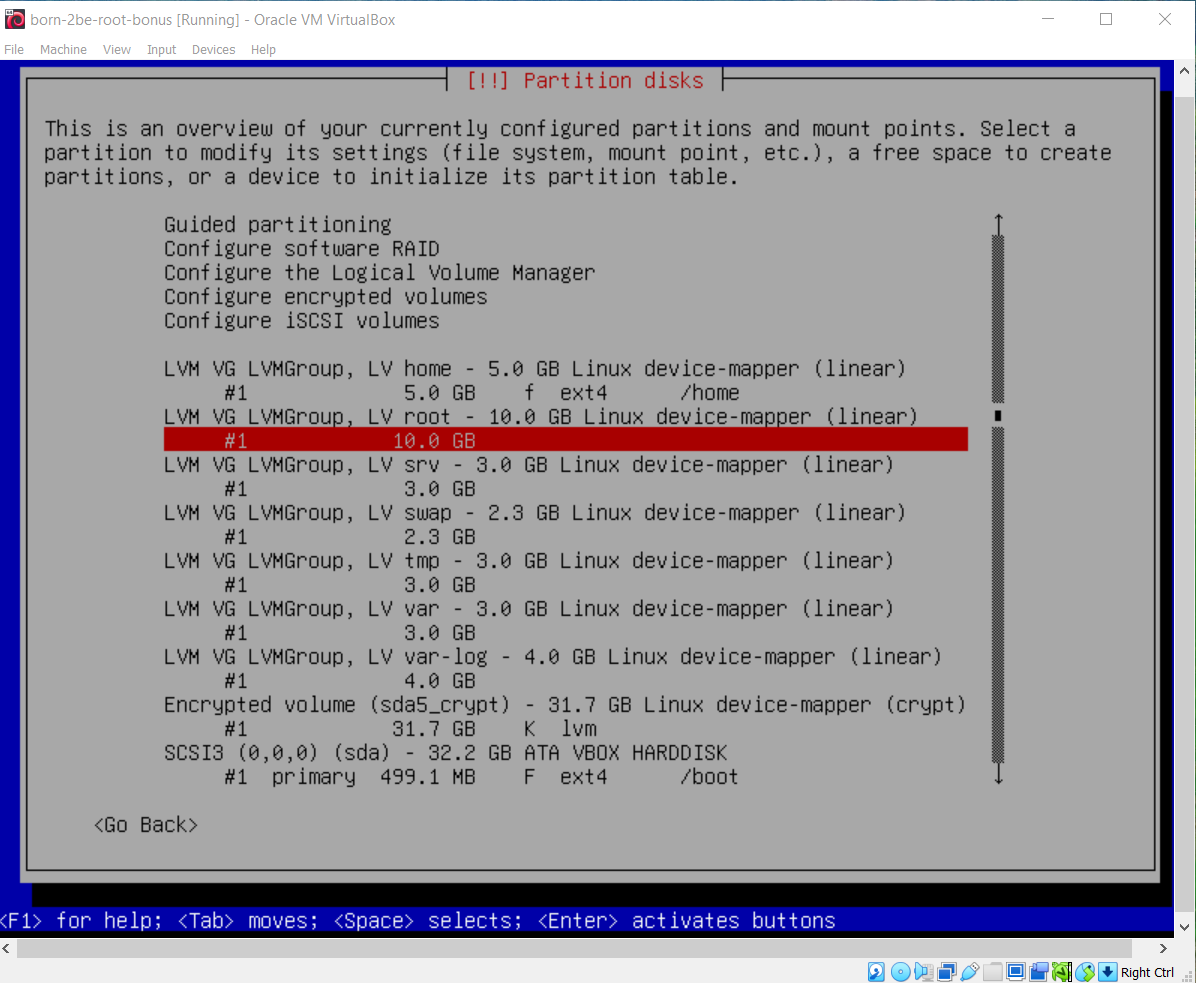 born-2be-root-bonus [Running] - Oracle VM VirtualBox
File Machine View Input Devices Help
[!!] Partition disks
This is an overview of your currently configured partitions and mount points. Select a
partition to modify its settings (file system, mount point, etc.), a free space to create
partitions, or a device to initialize its partition table.
Guided partitioning
Configure software RAID
Configure the Logical Volume Manager
Configure encrypted volumes
Configure iSCSI volumes
LVM VG LVMGroup, LV home - 5.0 GB Linux device-mapper (linear)
#1 5.0 GB f ext4 /home
LVM VG LVMGroup, LV root - 10.0 GB Linux device-mapper (linear)
#1 10.0 GB
LVM VG LVMGroup, LV srv - 3.0 GB Linux device-mapper (linear)
#1 3.0 GB
LVM VG LVMGroup, LV swap - 2.3 GB Linux device-mapper (linear)
#1 2.3 GB
LVM VG LVMGroup, LV tmp - 3.0 GB Linux device-mapper (linear)
#1 3.0 GB
LVM VG LVMGroup, LV var - 3.0 GB Linux device-mapper (linear)
#1 3.0 GB
LVM VG LVMGroup, LV var-log - 4.0 GB Linux device-mapper (linear)
#1 4.0 GB
Encrypted volume (sda5_crypt) - 31.7 GB Linux device-mapper (crypt)
#1 31.7 GB K lvm
SCSI3 (0,0,0) (sda) - 32.2 GB ATA VBOX HARDDISK
#1 primary 499.1 MB F ext4 /boot
<Go Back>
<F1> for help; <Tab> moves; <Space> selects; <Enter> activates buttons
Right Ctrl